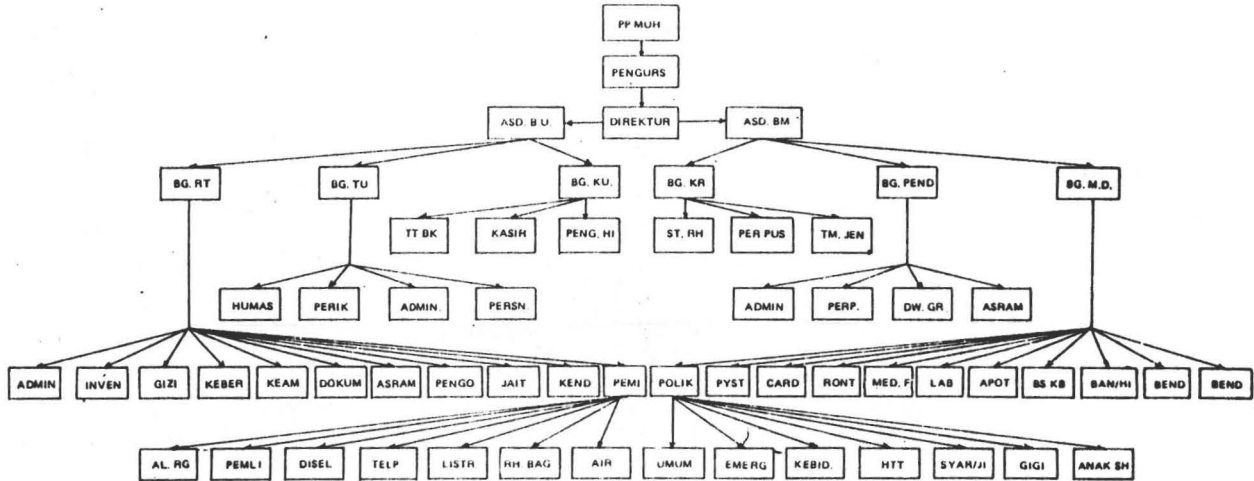 PP MUH
PENGURS
ASD. B.U. DIREKTUR ASD. BM
BG. RT BG. TU BG. KU. BG. KR BG. PEND BG. M.D.
TT BK KASIR PENG. HI ST. RH PER PUS TM. JEN
HUMAS PERIK ADMIN. PERSN. ADMIN PERP. DW. GR. ASRAM
ADMIN INVEN GIZI KEBER KEAM DOKUM ASRAM PENGO JAIT KEND PEMI POLIK PYST CARD RONT MED. F LAB APOT BS KB BAN/HI BEND BEND
AL. RG PEMLI DISEL TELP LISTR RH. BAG AIR UMUM EMERG KEBID. HTT SYAR/JI GIGI ANAK SH